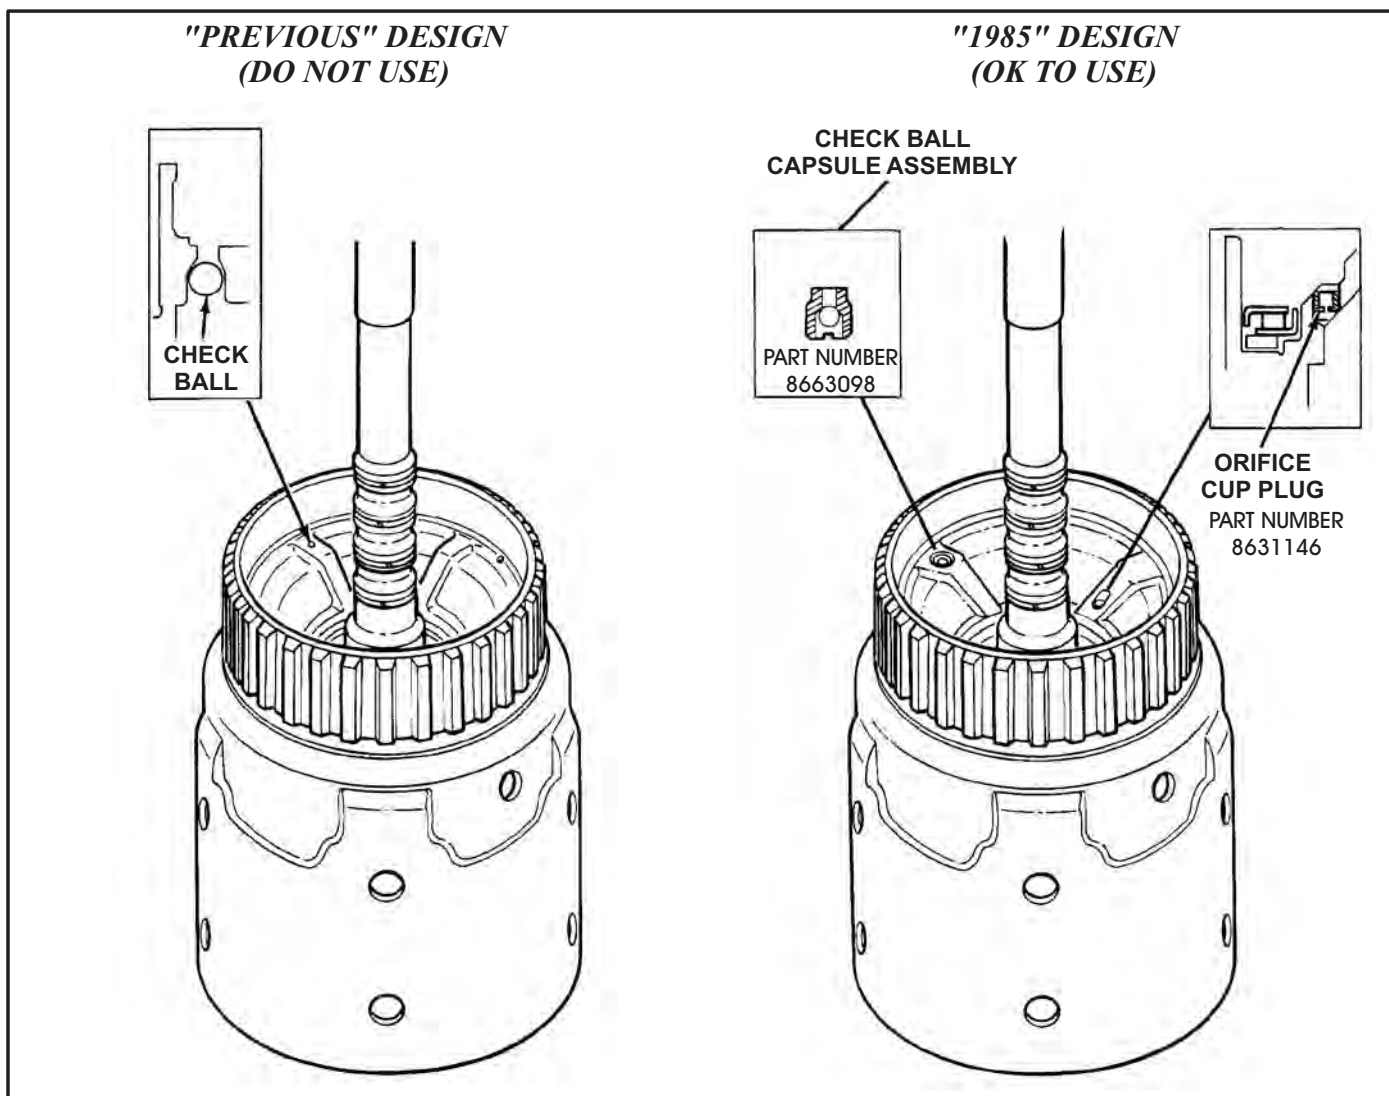 "PREVIOUS" DESIGN
(DO NOT USE)
"1985" DESIGN
(OK TO USE)
CHECK
BALL
CHECK BALL
CAPSULE ASSEMBLY
PART NUMBER
8663098
ORIFICE
CUP PLUG
PART NUMBER
8631146